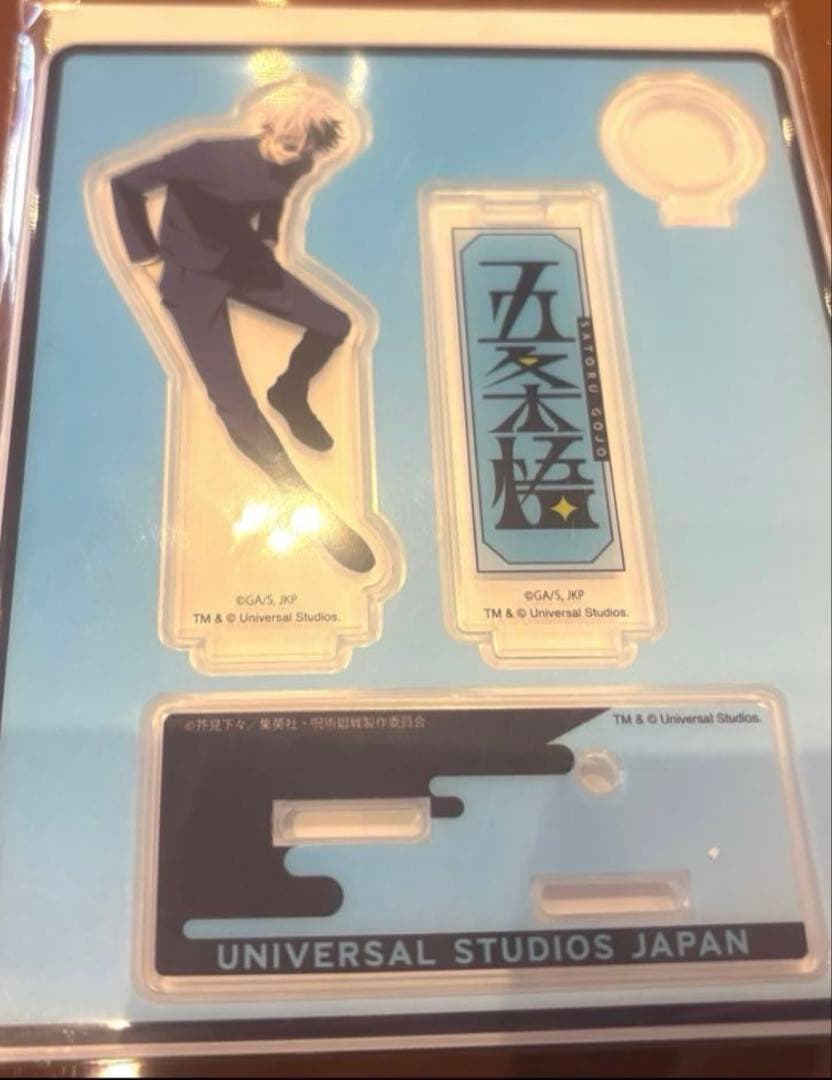 五条悟
SATORU GOJO
©GA/S, JKP
TM & © Universal Studios.
©GA/S, JKP
TM & © Universal Studios.
©芥見下々／集英社・呪術廻戦製作委員会
TM & © Universal Studios.
UNIVERSAL STUDIOS JAPAN